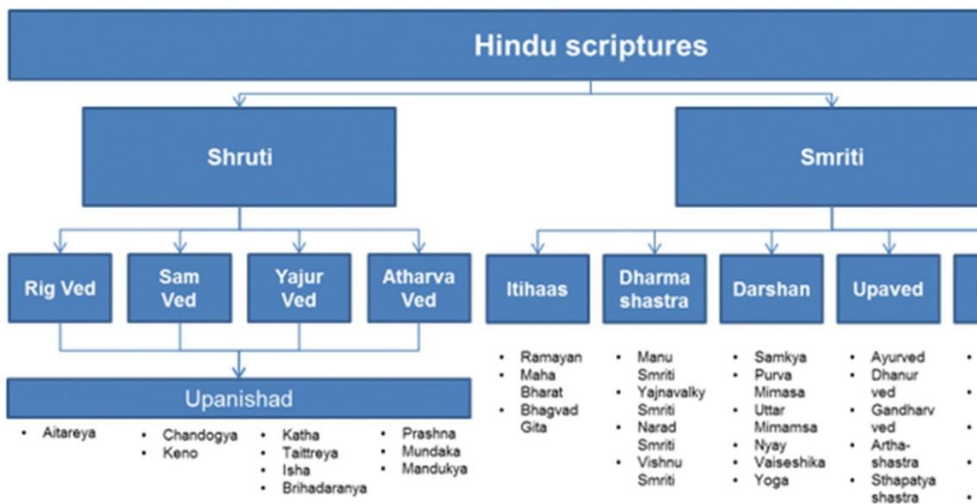 Hindu scriptures
Shruti
Smriti
Rig Ved
Sam
Ved
Yajur
Ved
Atharva
Ved
Itihaas
Dharma
shastra
Darshan
Upaved
Upanishad
• Aitareya
• Chandogya
• Keno
• Katha
• Taittreya
• Isha
• Brihadaranya
• Prashna
• Mundaka
• Mandukya
• Ramayan
• Maha
Bharat
• Bhagvad
Gita
• Manu
Smriti
• Yajnavalky
Smriti
• Narad
Smriti
• Vishnu
Smriti
• Samkya
• Purva
Mimasa
• Uttar
Mimamsa
• Nyay
• Vaiseshika
• Yoga
• Ayurved
• Dhanur
ved
• Gandharv
ved
• Artha-
shastra
• Sthapatya
shastra